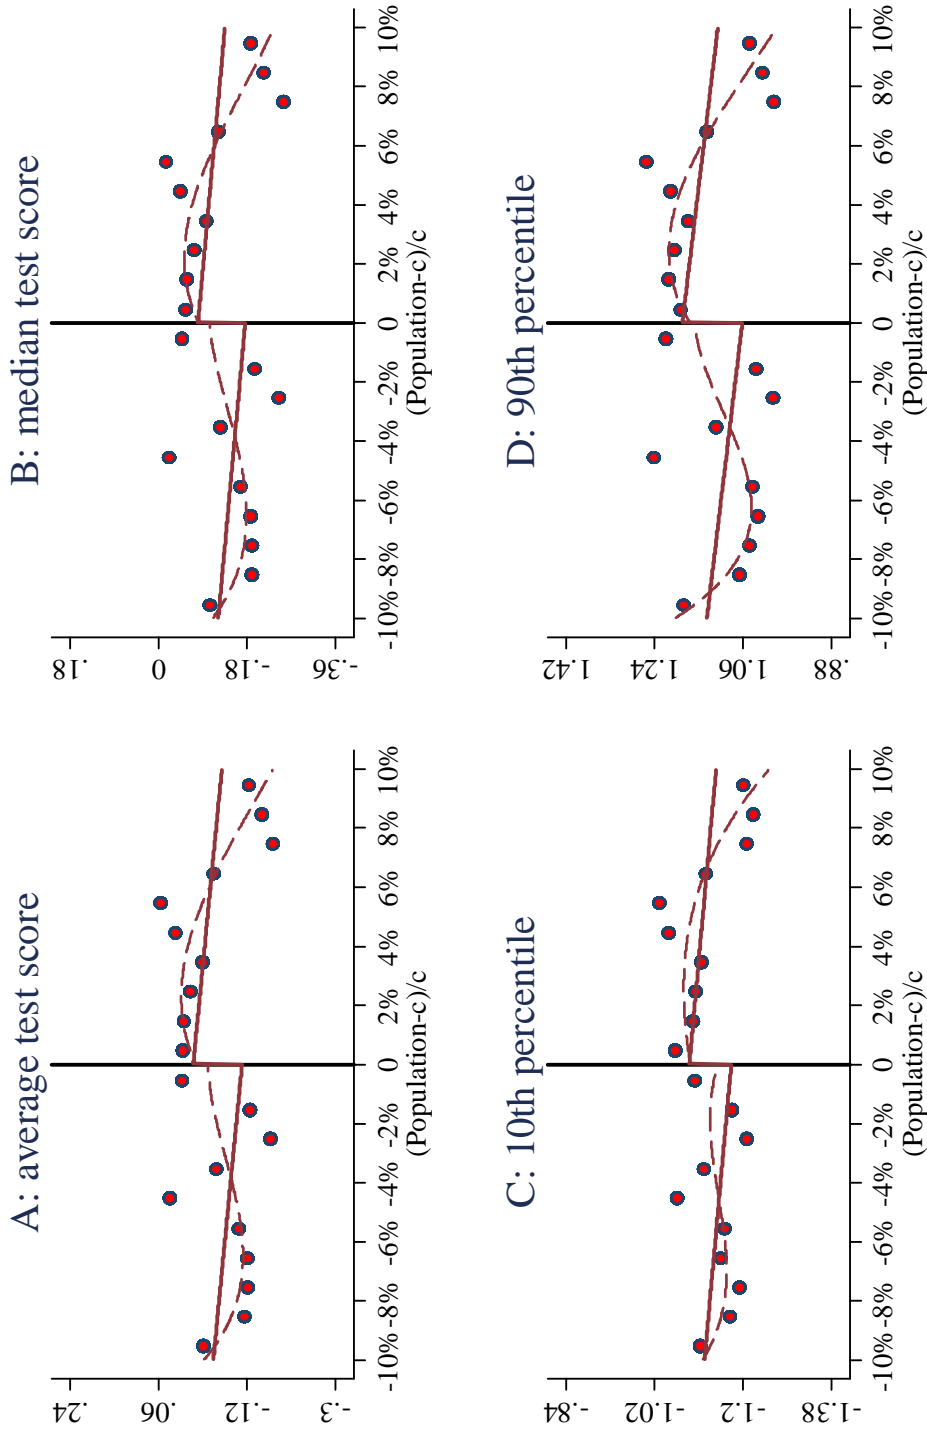 A: average test score
.24
.06
-.12
-.3
-10% -8% -6% -4% -2% 0 2% 4% 6% 8% 10%
(Population-c)/c
B: median test score
.18
0
-.18
-.36
-10% -8% -6% -4% -2% 0 2% 4% 6% 8% 10%
(Population-c)/c
C: 10th percentile
-.84
-1.02
-1.2
-1.38
-10% -8% -6% -4% -2% 0 2% 4% 6% 8% 10%
(Population-c)/c
D: 90th percentile
1.42
1.24
1.06
.88
-10% -8% -6% -4% -2% 0 2% 4% 6% 8% 10%
(Population-c)/c